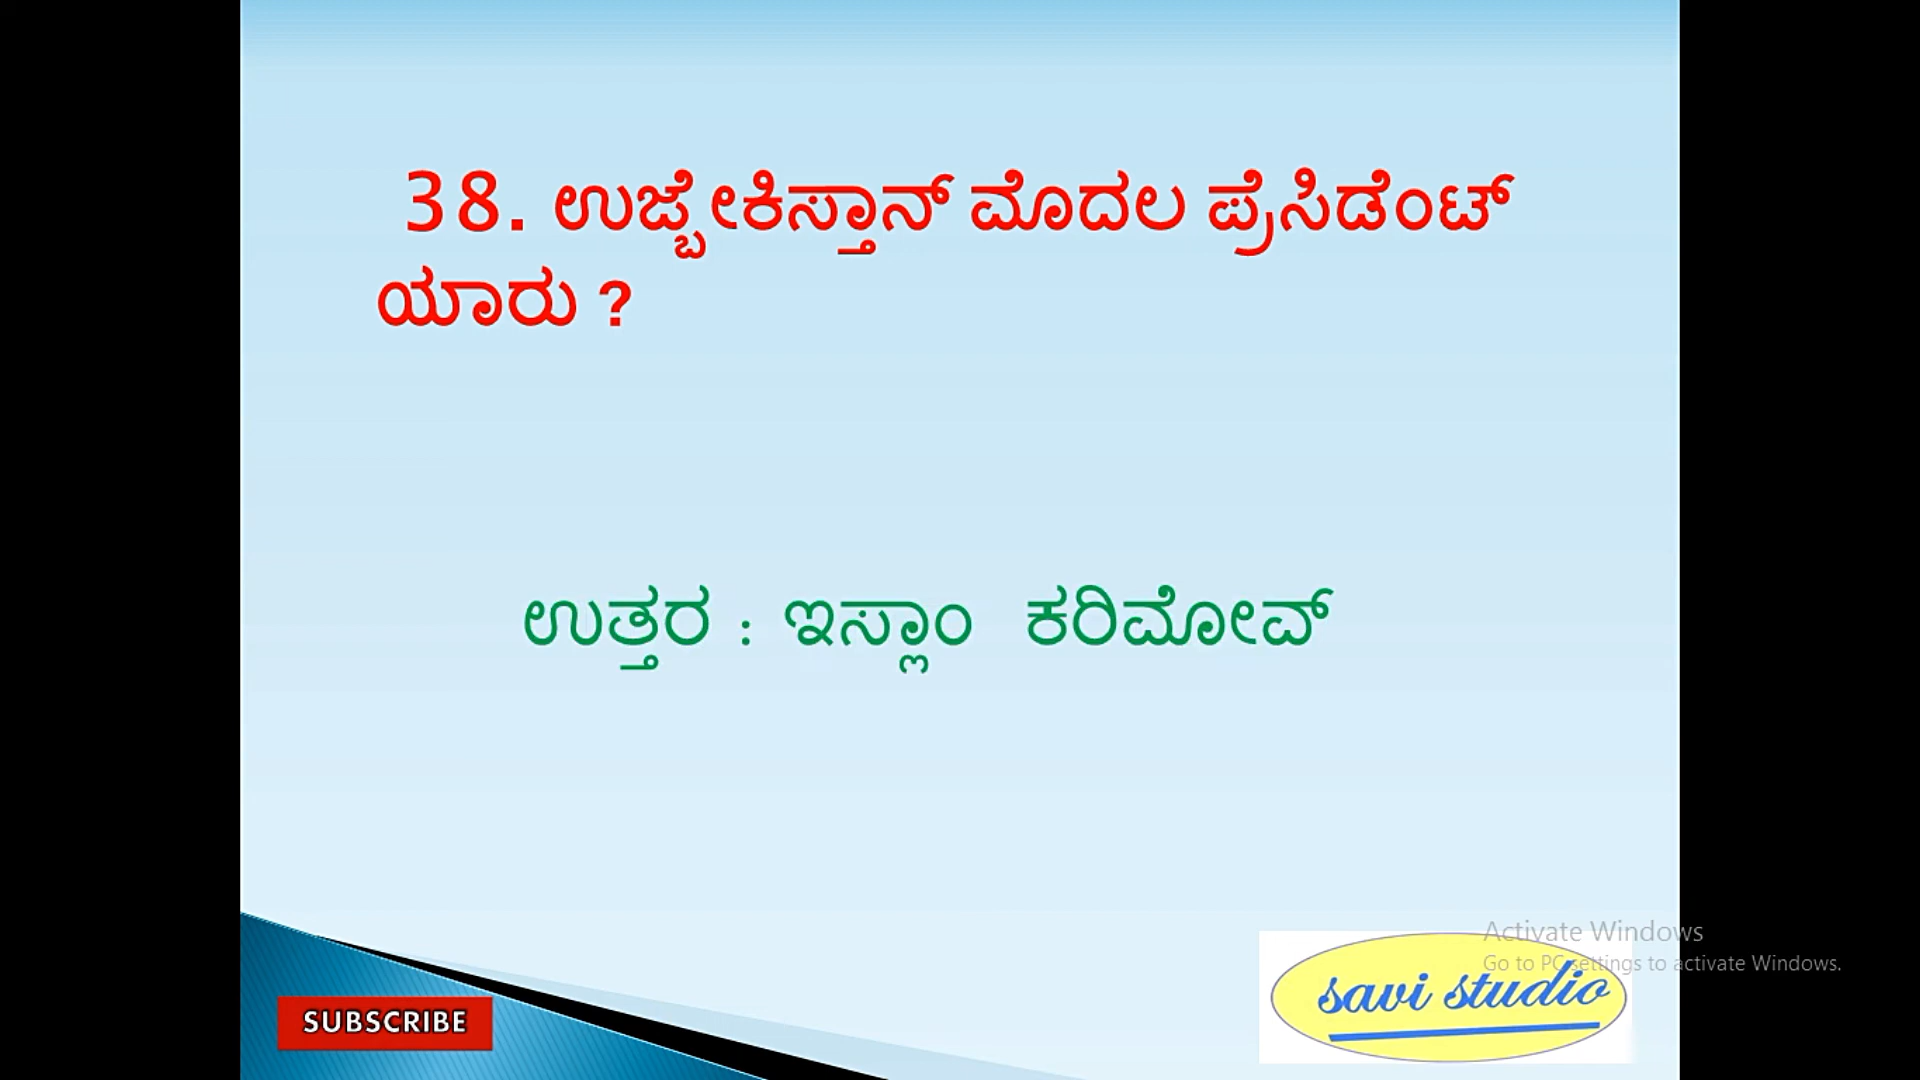 38. ಉಜ್ಬೇಕಿಸ್ತಾನ್ ಮೊದಲ ಪ್ರೆಸಿಡೆಂಟ್
ಯಾರು ?
ಉತ್ತರ : ಇಸ್ಲಾಂ ಕರಿಮೋವ್
Activate Windows
Go to PC settings to activate Windows.
savi studio
SUBSCRIBE